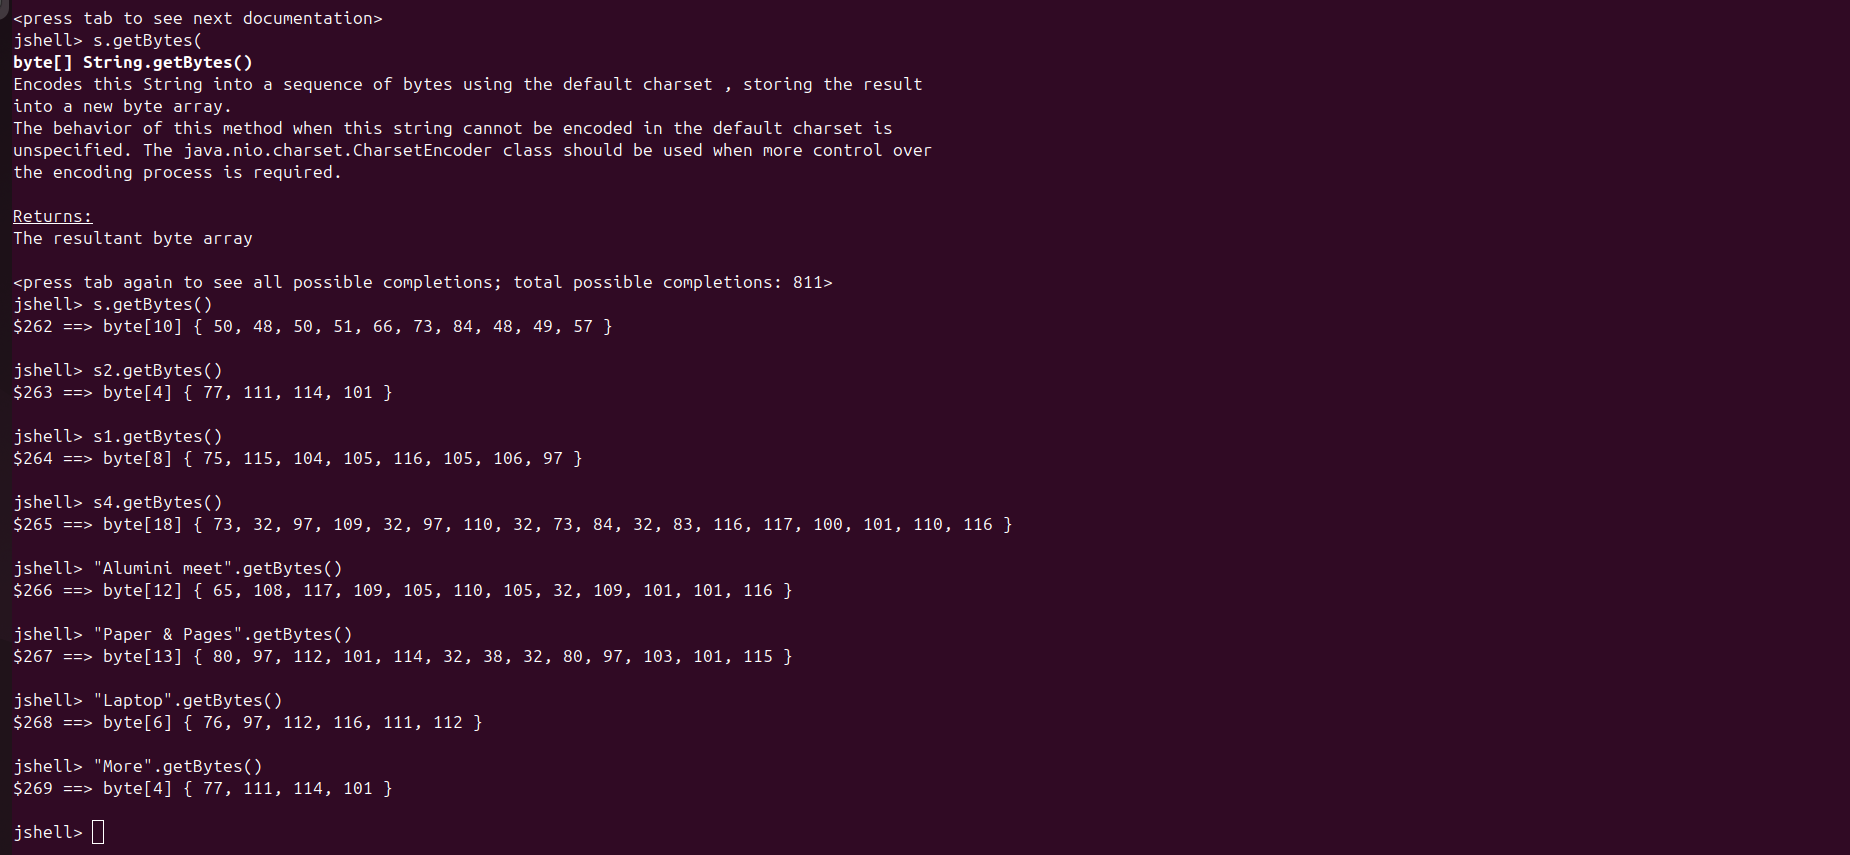 <press tab to see next documentation>
jshell> s.getBytes(
byte[] String.getBytes()
Encodes this String into a sequence of bytes using the default charset , storing the result
into a new byte array.
The behavior of this method when this string cannot be encoded in the default charset is
unspecified. The java.nio.charset.CharsetEncoder class should be used when more control over
the encoding process is required.
Returns:
The resultant byte array
<press tab again to see all possible completions; total possible completions: 811>
jshell> s.getBytes()
$262 ==> byte[10] { 50, 48, 50, 51, 66, 73, 84, 48, 49, 57 }
jshell> s2.getBytes()
$263 ==> byte[4] { 77, 111, 114, 101 }
jshell> s1.getBytes()
$264 ==> byte[8] { 75, 115, 104, 105, 116, 105, 106, 97 }
jshell> s4.getBytes()
$265 ==> byte[18] { 73, 32, 97, 109, 32, 97, 110, 32, 73, 84, 32, 83, 116, 117, 100, 101, 110, 116 }
jshell> "Alumini meet".getBytes()
$266 ==> byte[12] { 65, 108, 117, 109, 105, 110, 105, 32, 109, 101, 101, 116 }
jshell> "Paper & Pages".getBytes()
$267 ==> byte[13] { 80, 97, 112, 101, 114, 32, 38, 32, 80, 97, 103, 101, 115 }
jshell> "Laptop".getBytes()
$268 ==> byte[6] { 76, 97, 112, 116, 111, 112 }
jshell> "More".getBytes()
$269 ==> byte[4] { 77, 111, 114, 101 }
jshell>